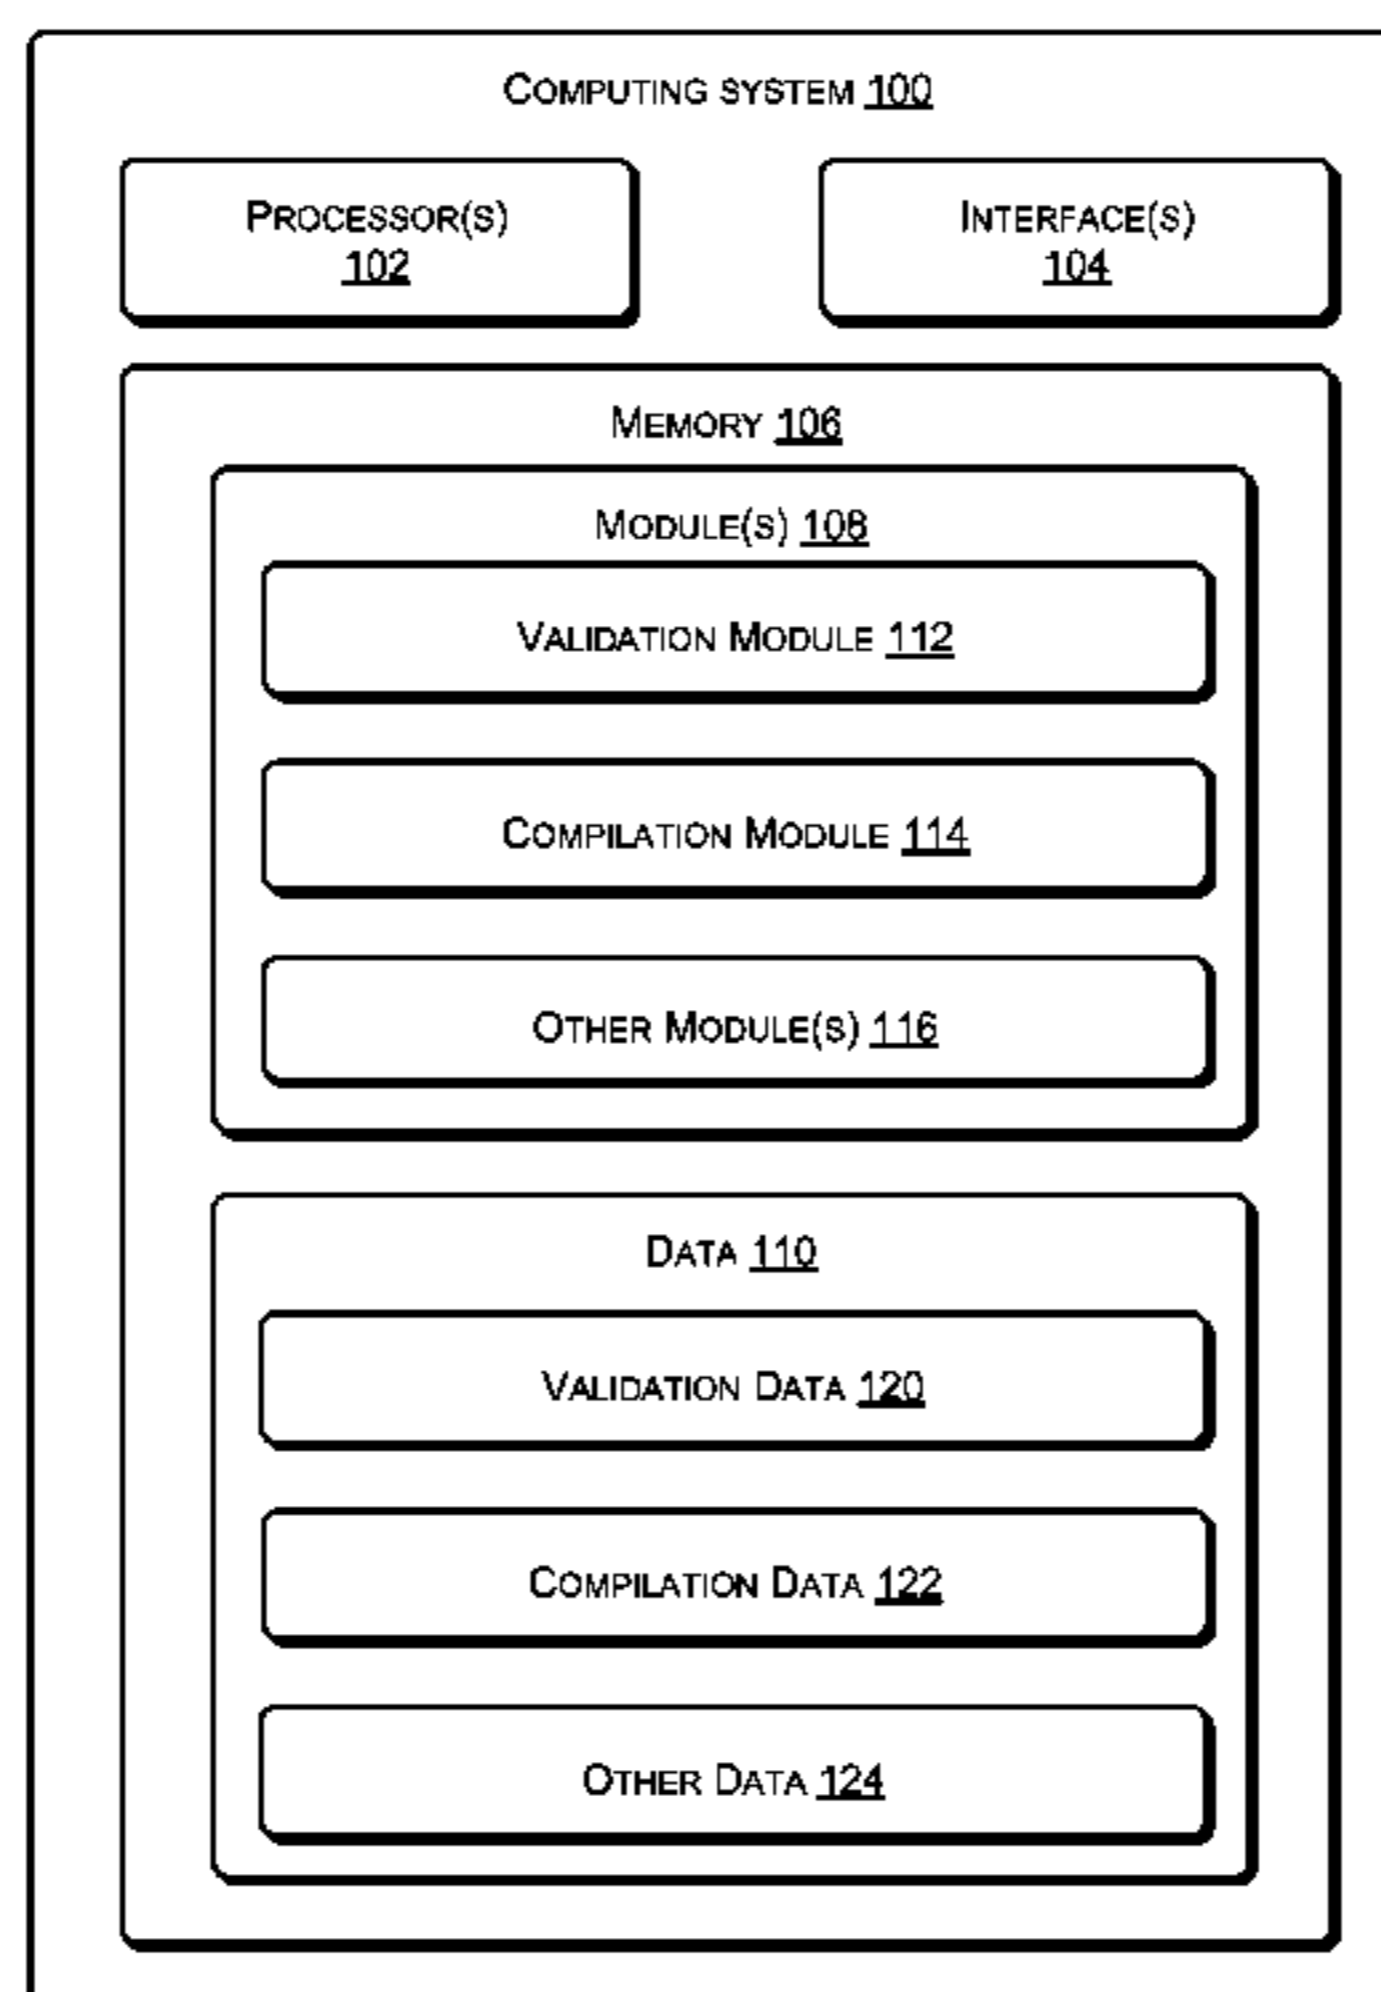 COMPUTING SYSTEM 100
PROCESSOR(S)
102
INTERFACE(S)
104
MEMORY 106
MODULE(S) 108
VALIDATION MODULE 112
COMPILATION MODULE 114
OTHER MODULE(S) 116
DATA 110
VALIDATION DATA 120
COMPILATION DATA 122
OTHER DATA 124